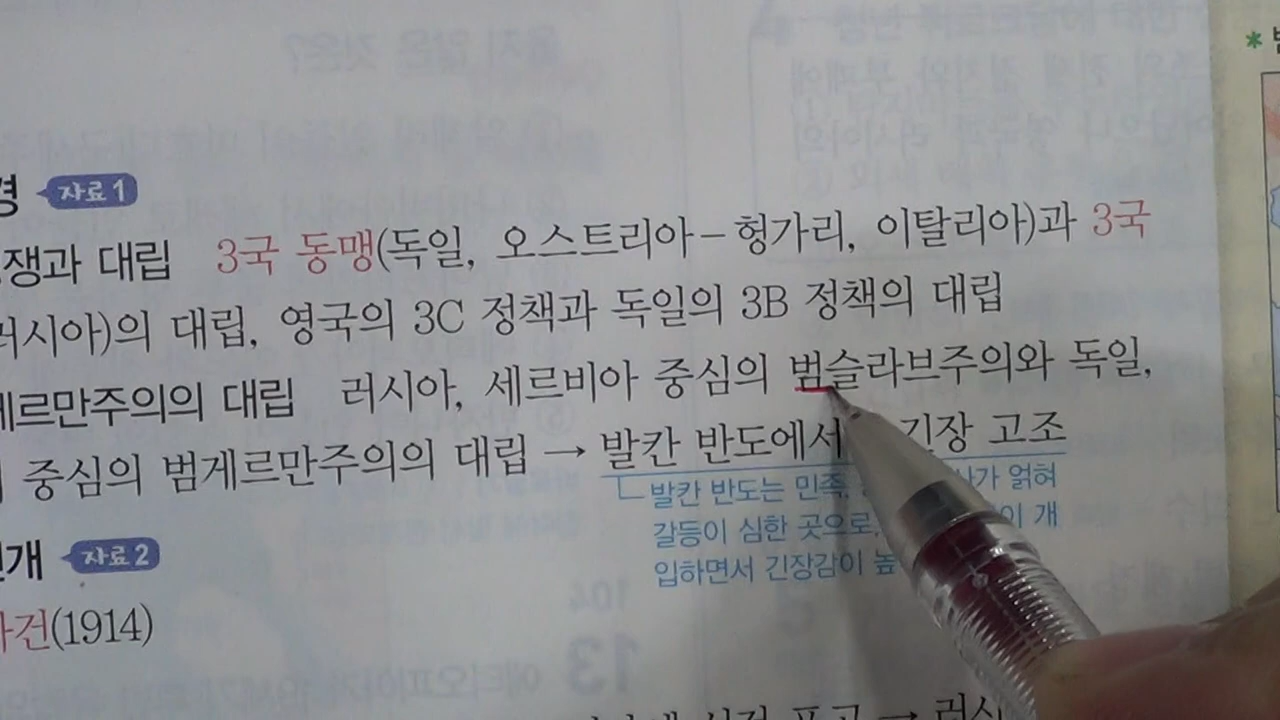 자료 1
쟁과 대립 3국 동맹(독일, 오스트리아-헝가리, 이탈리아)과 3국
러시아)의 대립, 영국의 3C 정책과 독일의 3B 정책의 대립
게르만주의의 대립 러시아, 세르비아 중심의 범슬라브주의와 독일,
중심의 범게르만주의의 대립 → 발칸 반도에서 긴장 고조
발칸 반도는 민족, 가 얽혀
갈등이 심한 곳으로, 이 개
입하면서 긴장감이 높
개 자료 2
건(1914)
포고 → 러시